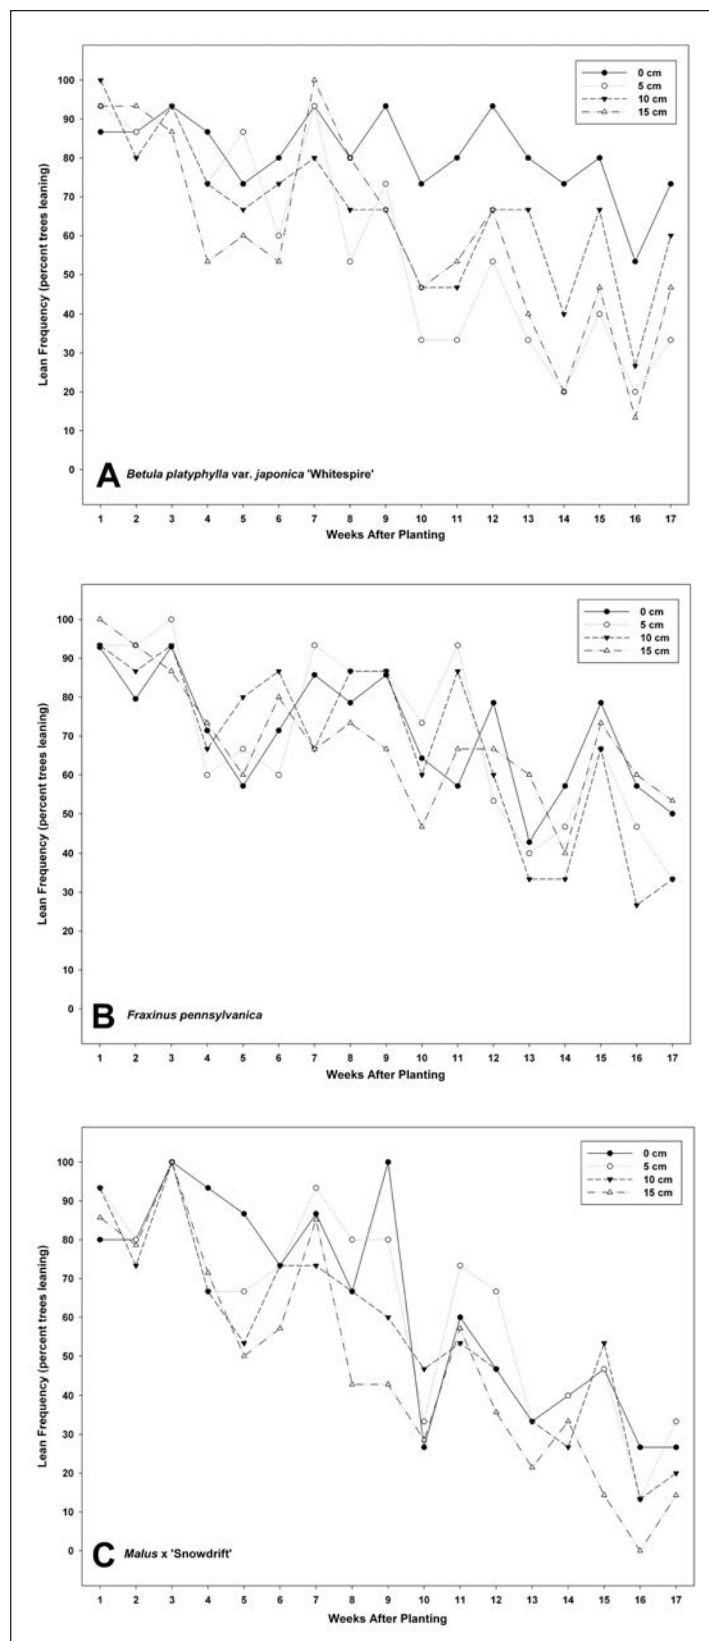 100
90
80
70
60
50
40
30
20
10
0
Lean Frequency (percent trees leaning)
0 cm
5 cm
10 cm
15 cm
A Betula platyphylla var. japonica 'Whitespire'
1 2 3 4 5 6 7 8 9 10 11 12 13 14 15 16 17
Weeks After Planting
100
90
80
70
60
50
40
30
20
10
0
Lean Frequency (percent trees leaning)
0 cm
5 cm
10 cm
15 cm
B Fraxinus pennsylvanica
1 2 3 4 5 6 7 8 9 10 11 12 13 14 15 16 17
Weeks After Planting
100
90
80
70
60
50
40
30
20
10
0
Lean Frequency (percent trees leaning)
0 cm
5 cm
10 cm
15 cm
C Malus x 'Snowdrift'
1 2 3 4 5 6 7 8 9 10 11 12 13 14 15 16 17
Weeks After Planting